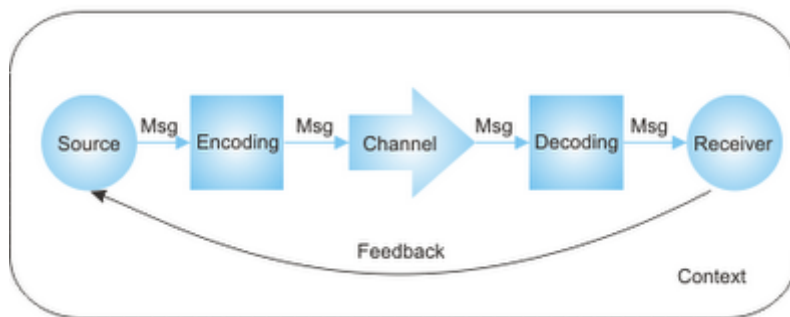 Source
Msg
Encoding
Msg
Channel
Msg
Decoding
Msg
Receiver
Feedback
Context